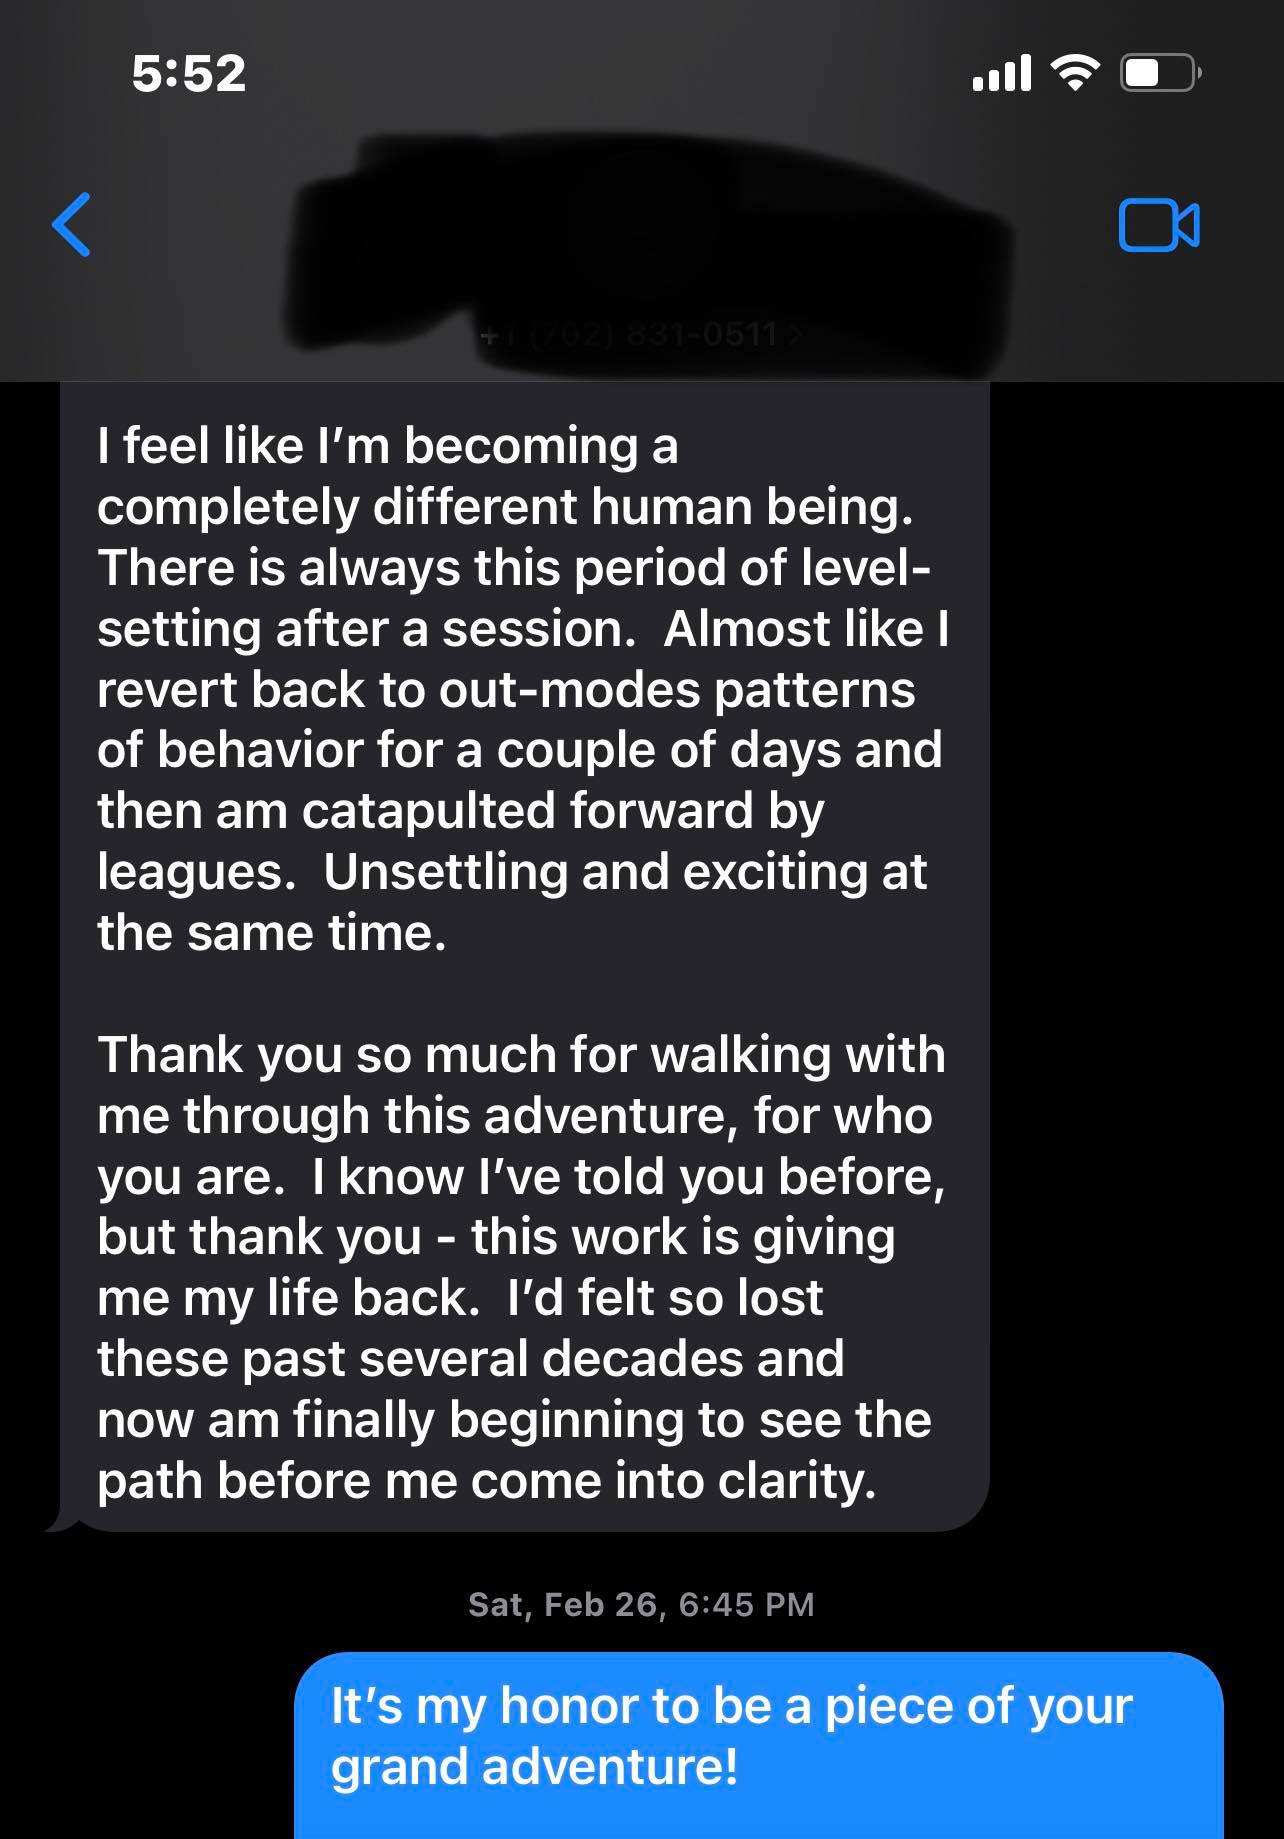 5:52
I feel like I’m becoming a
completely different human being.
There is always this period of level-
setting after a session.  Almost like I
revert back to out-modes patterns
of behavior for a couple of days and
then am catapulted forward by
leagues.  Unsettling and exciting at
the same time.
Thank you so much for walking with
me through this adventure, for who
you are.  I know I’ve told you before,
but thank you - this work is giving
me my life back.  I’d felt so lost
these past several decades and
now am finally beginning to see the
path before me come into clarity.
Sat, Feb 26, 6:45 PM
It’s my honor to be a piece of your
grand adventure!